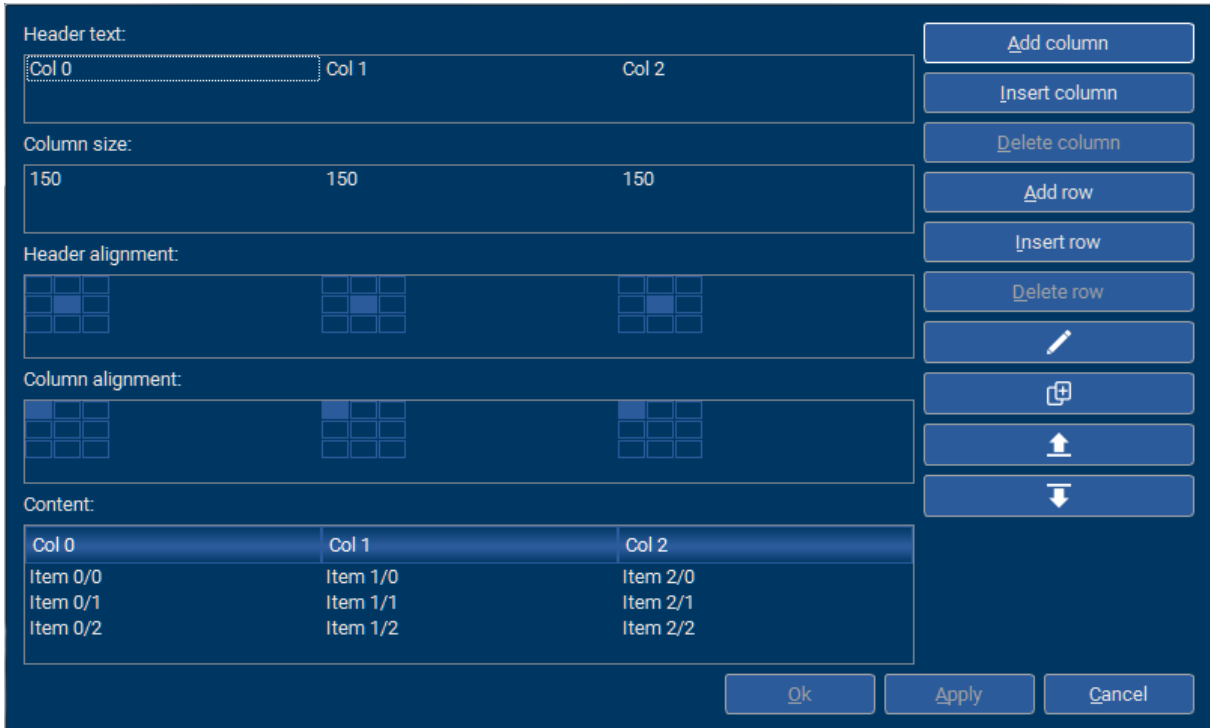 Header text:
Col 0 Col 1 Col 2
Column size:
150 150 150
Header alignment:
Column alignment:
Content:
Col 0 Col 1 Col 2
Item 0/0 Item 1/0 Item 2/0
Item 0/1 Item 1/1 Item 2/1
Item 0/2 Item 1/2 Item 2/2
Add column
Insert column
Delete column
Add row
Insert row
Delete row
Ok Apply Cancel